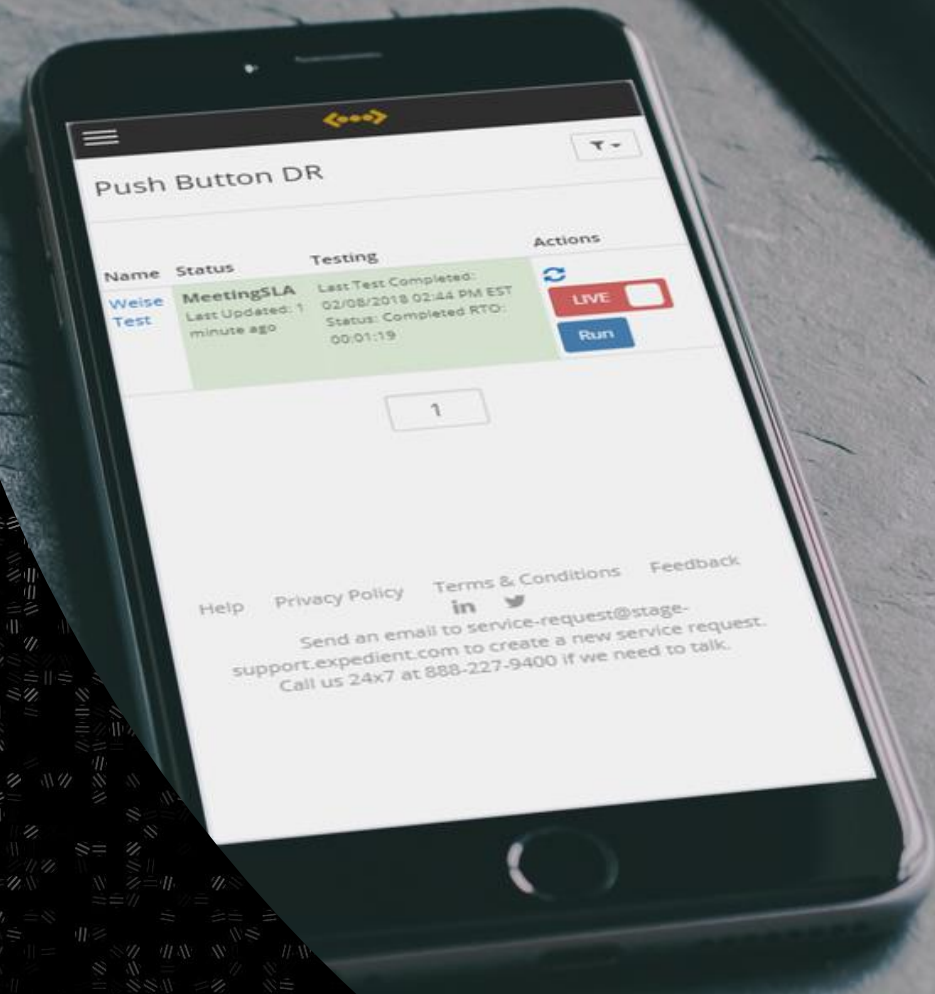 Push Button DR
Name Status Testing Actions
Weise Test
MeetingSLA
Last Updated: 1
minute ago
Last Test Completed:
02/08/2018 02:44 PM EST
Status: Completed RTO:
00:01:19
LIVE
Run
1
Help Privacy Policy Terms & Conditions Feedback
in
Send an email to service-request@stage-
support.expedient.com to create a new service request.
Call us 24x7 at 888-227-9400 if we need to talk.